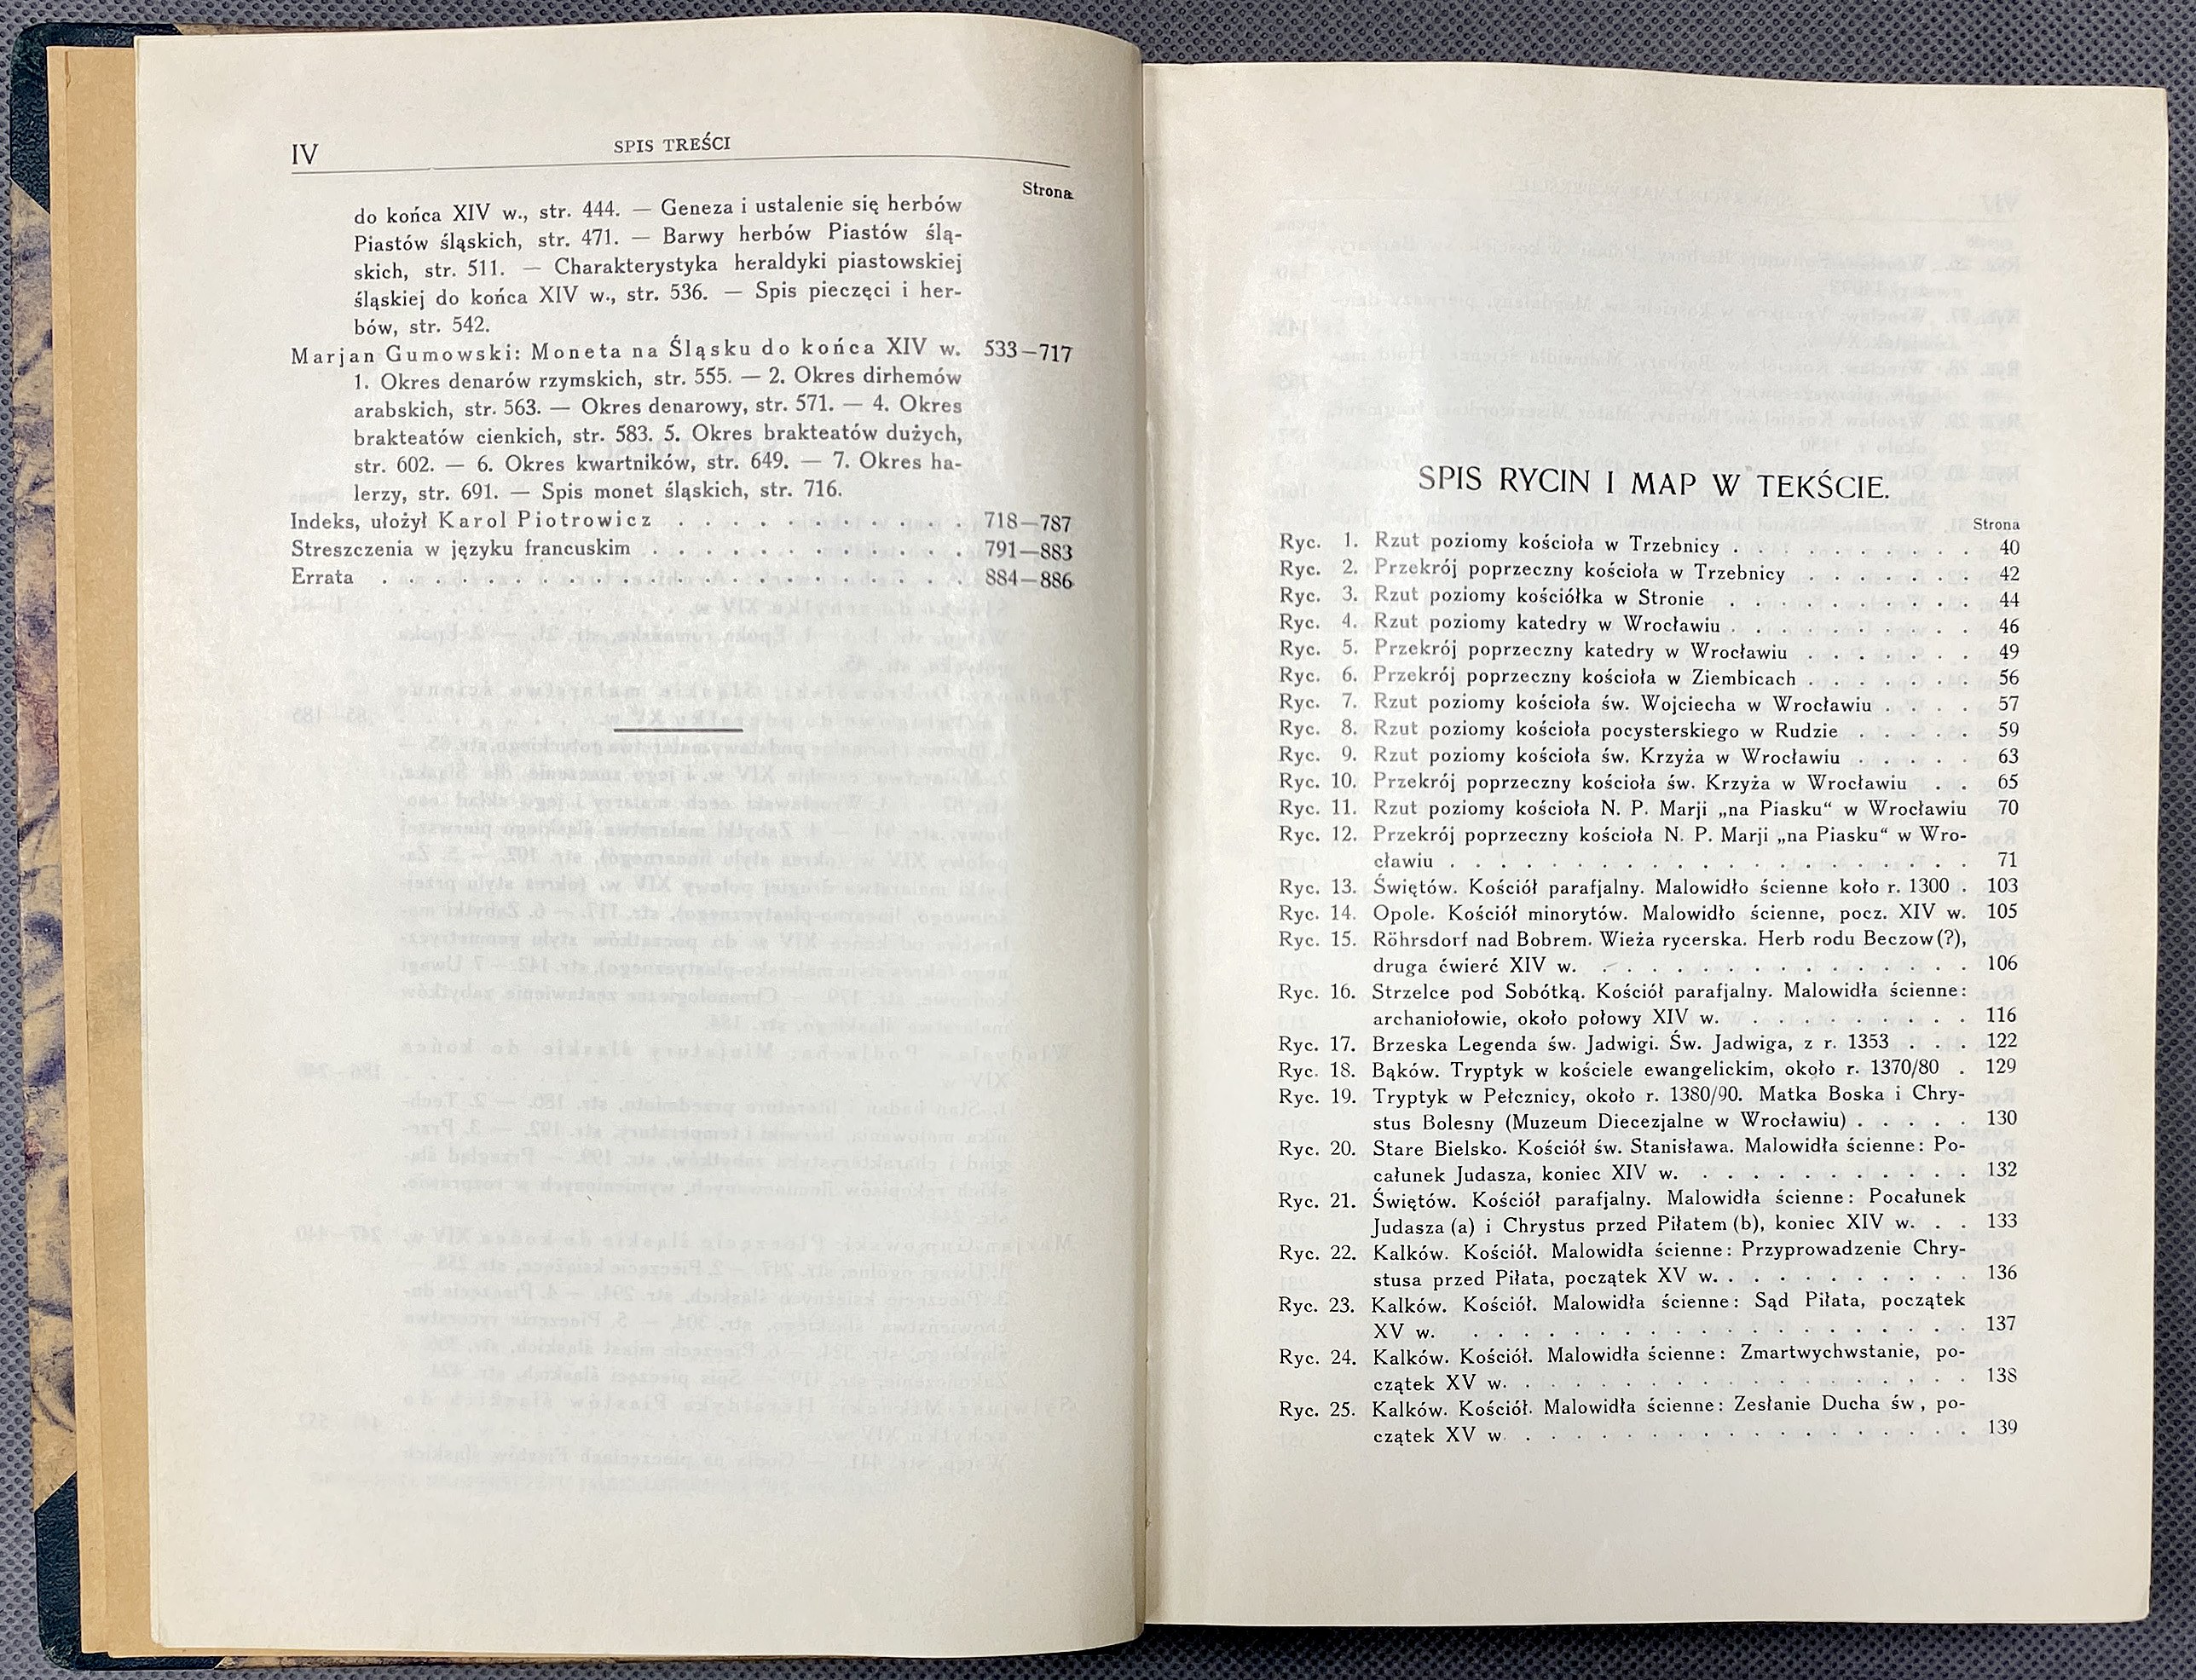 IV
SPIS TREŚCI
Strona
do końca XIV w., str. 444. — Geneza i ustalenie się herbów
Piastów śląskich, str. 471. — Barwy herbów Piastów ślą-
skich, str. 511. — Charakterystyka heraldyki piastowskiej
śląskiej do końca XIV w., str. 536. — Spis pieczęci i her-
bów, str. 542.
Marjan Gumowski: Moneta na Śląsku do końca XIV w. 533—717
1. Okres denarów rzymskich, str. 555. — 2. Okres dirhemów
arabskich, str. 563. — Okres denarowy, str. 571. — 4. Okres
brakteatów cienkich, str. 583. 5. Okres brakteatów dużych,
str. 602. — 6. Okres kwartników, str. 649. — 7. Okres ha-
lerzy, str. 691. — Spis monet śląskich, str. 716.
Indeks, ułożył Karol Piotrowicz . . . . . . . . . . . 718—787
Streszczenia w języku francuskim . . . . . . . . . . . . 791—883
Errata . . . . . . . . . . . . . . . . . . . . . . 884—886
SPIS RYCIN I MAP W TEKŚCIE.
Strona
Ryc. 1. Rzut poziomy kościoła w Trzebnicy . . . . . . . . . . 40
Ryc. 2. Przekrój poprzeczny kościoła w Trzebnicy . . . . . . . 42
Ryc. 3. Rzut poziomy kościółka w Stronie . . . . . . . . . . 44
Ryc. 4. Rzut poziomy katedry w Wrocławiu . . . . . . . . . . 46
Ryc. 5. Przekrój poprzeczny katedry w Wrocławiu . . . . . . . 49
Ryc. 6. Przekrój poprzeczny kościoła w Ziembicach . . . . . . . 56
Ryc. 7. Rzut poziomy kościoła św. Wojciecha w Wrocławiu . . . . 57
Ryc. 8. Rzut poziomy kościoła pocysterskiego w Rudzie . . . . . 59
Ryc. 9. Rzut poziomy kościoła św. Krzyża w Wrocławiu . . . . . 63
Ryc. 10. Przekrój poprzeczny kościoła św. Krzyża w Wrocławiu . . 65
Ryc. 11. Rzut poziomy kościoła N. P. Marji „na Piasku“ w Wrocławiu 70
Ryc. 12. Przekrój poprzeczny kościoła N. P. Marji „na Piasku“ w Wro-
cławiu . . . . . . . . . . . . . . . . . . . . 71
Ryc. 13. Świętów. Kościół parafjalny. Malowidło ścienne koło r. 1300 . 103
Ryc. 14. Opole. Kościół minorytów. Malowidło ścienne, pocz. XIV w. 105
Ryc. 15. Röhrsdorf nad Bobrem. Wieża rycerska. Herb rodu Beczow (?),
druga ćwierć XIV w. . . . . . . . . . . . . . . . 106
Ryc. 16. Strzelce pod Sobótką. Kościół parafjalny. Malowidła ścienne:
archaniołowie, około połowy XIV w. . . . . . . . . . . 116
Ryc. 17. Brzeska Legenda św. Jadwigi. Św. Jadwiga, z r. 1353 . . . 122
Ryc. 18. Bąków. Tryptyk w kościele ewangelickim, około r. 1370/80 . 129
Ryc. 19. Tryptyk w Pełcznicy, około r. 1380/90. Matka Boska i Chry-
stus Bolesny (Muzeum Diecezjalne w Wrocławiu) . . . . . 130
Ryc. 20. Stare Bielsko. Kościół św. Stanisława. Malowidła ścienne: Po-
całunek Judasza, koniec XIV w. . . . . . . . . . . . . 132
Ryc. 21. Świętów. Kościół parafjalny. Malowidła ścienne: Pocałunek
Judasza (a) i Chrystus przed Piłatem (b), koniec XIV w. . . 133
Ryc. 22. Kalków. Kościół. Malowidła ścienne: Przyprowadzenie Chry-
stusa przed Piłata, początek XV w. . . . . . . . . . . 136
Ryc. 23. Kalków. Kościół. Malowidła ścienne: Sąd Piłata, początek
XV w. . . . . . . . . . . . . . . . . . . . 137
Ryc. 24. Kalków. Kościół. Malowidła ścienne: Zmartwychwstanie, po-
czątek XV w. . . . . . . . . . . . . . . . . . 138
Ryc. 25. Kalków. Kościół. Malowidła ścienne: Zesłanie Ducha św, po-
czątek XV w . . . . . . . . . . . . . . . . . . 139